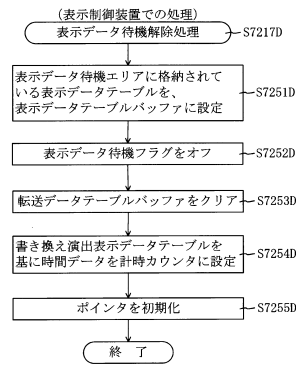 (表示制御装置での処理)
表示データ待機解除処理
S7217D
表示データ待機エリアに格納されて
いる表示データテーブルを、
表示データテーブルバッファに設定
S7251D
表示データ待機フラグをオフ
S7252D
転送データテーブルバッファをクリア
S7253D
書き換え演出表示データテーブルを
基に時間データを計時カウンタに設定
S7254D
ポインタを初期化
S7255D
終了